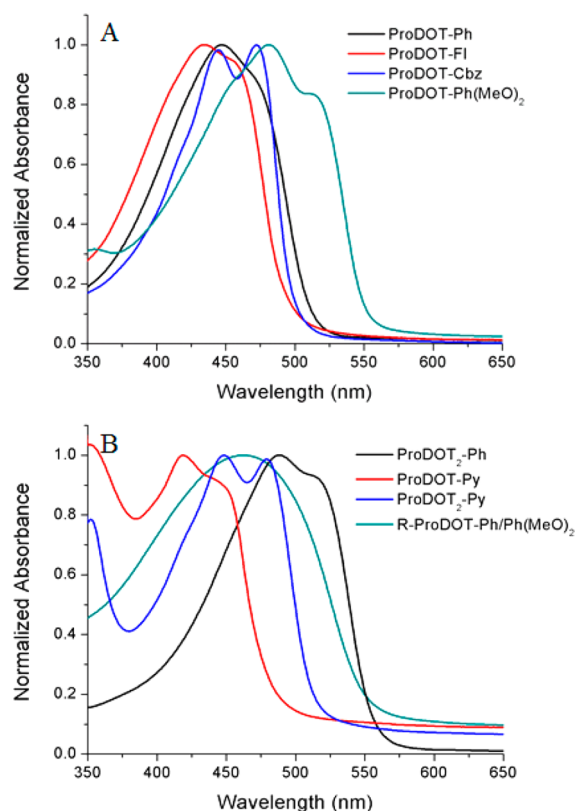 A
ProDOT-Ph
ProDOT-Fl
ProDOT-Cbz
ProDOT-Ph(MeO)₂
Normalized Absorbance
1.0
0.8
0.6
0.4
0.2
0.0
350 400 450 500 550 600 650
Wavelength (nm)
B
ProDOT₂-Ph
ProDOT-Py
ProDOT₂-Py
R-ProDOT-Ph/Ph(MeO)₂
Normalized Absorbance
1.0
0.8
0.6
0.4
0.2
0.0
350 400 450 500 550 600 650
Wavelength (nm)